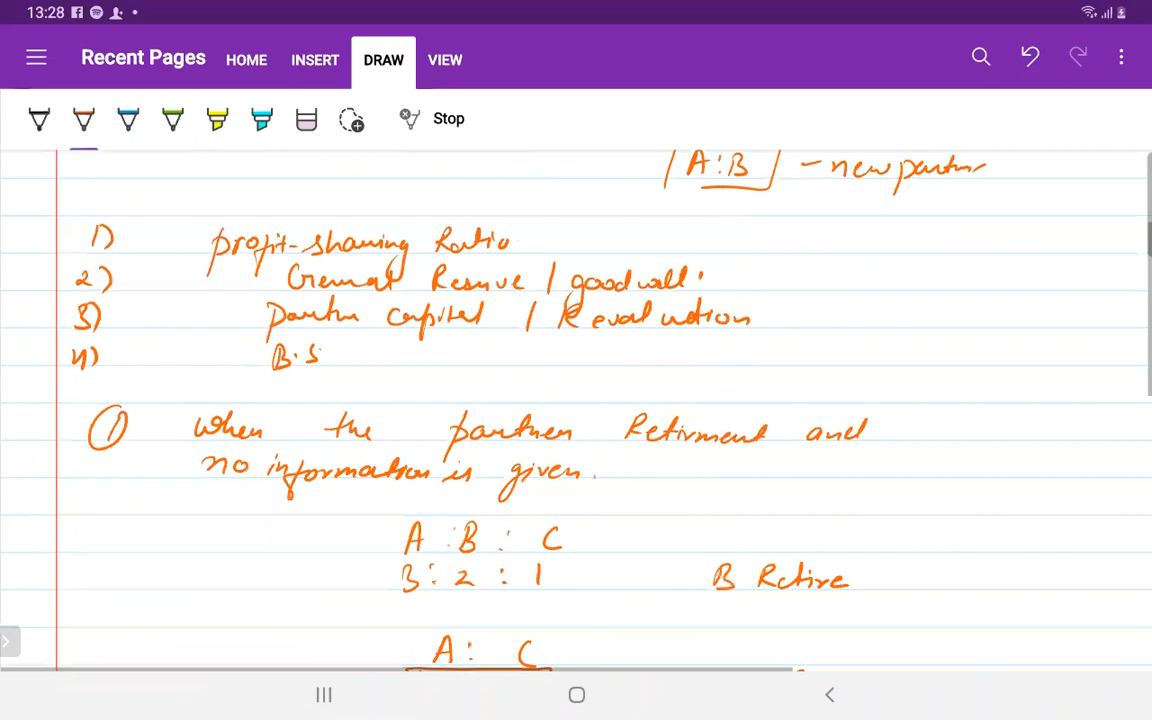 13:28
Recent Pages HOME INSERT DRAW VIEW
Stop
A:B - new partner
1) profit-sharing Ratio
2) General Reserve / goodwill
3) Partner capital / Revaluation
4) B.S
① when the partner Retirment and
no information is given.
A : B : C
3 : 2 : 1 B Retire
A : C